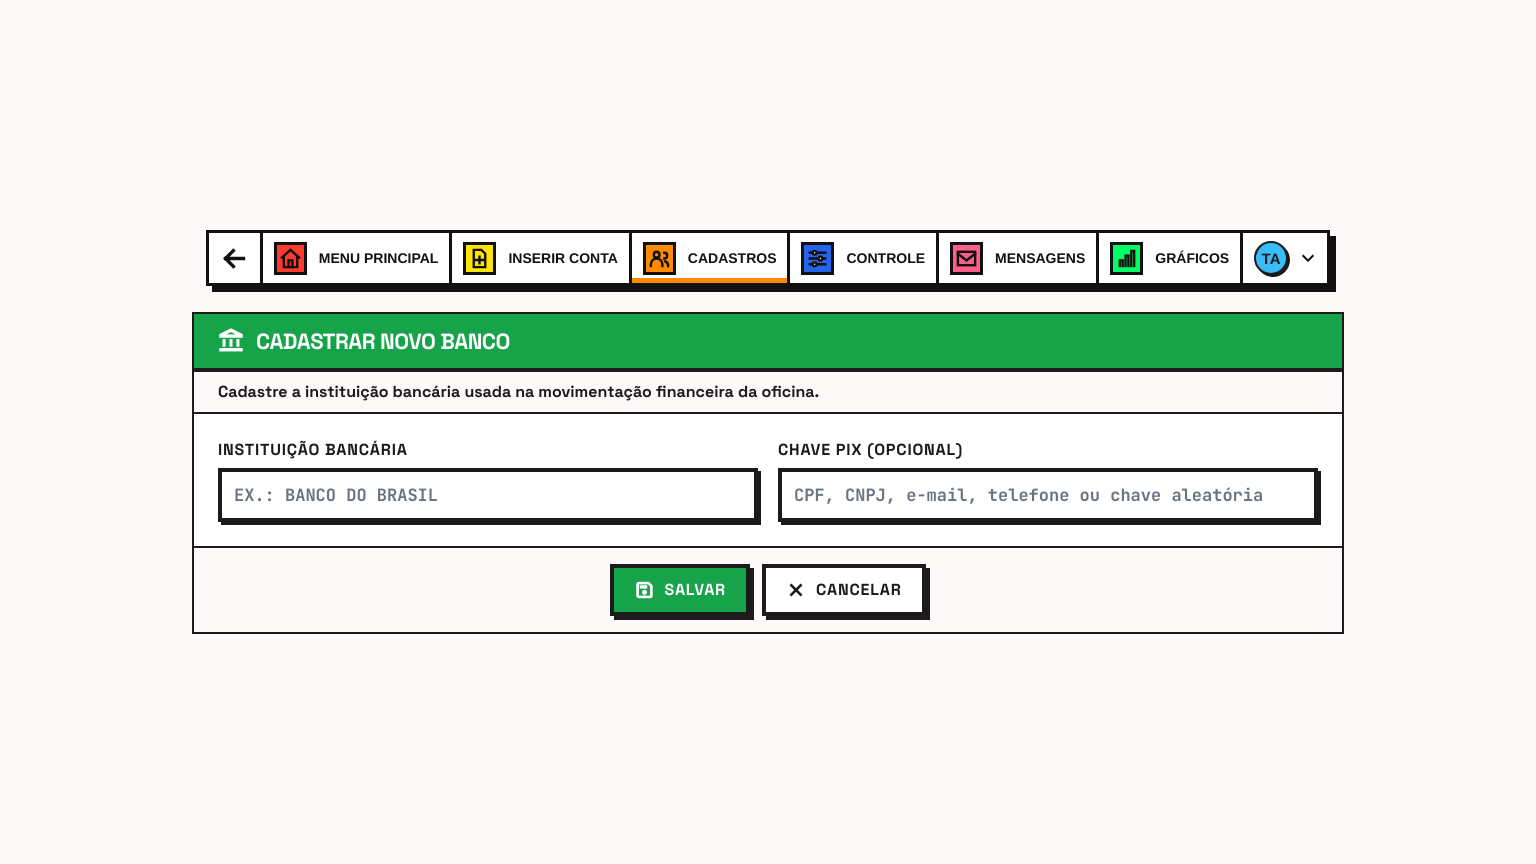 MENU PRINCIPAL INSERIR CONTA CADASTROS CONTROLE MENSAGENS GRÁFICOS TA
CADASTRAR NOVO BANCO
Cadastre a instituição bancária usada na movimentação financeira da oficina.
INSTITUIÇÃO BANCÁRIA CHAVE PIX (OPCIONAL)
EX.: BANCO DO BRASIL CPF, CNPJ, e-mail, telefone ou chave aleatória
SALVAR CANCELAR